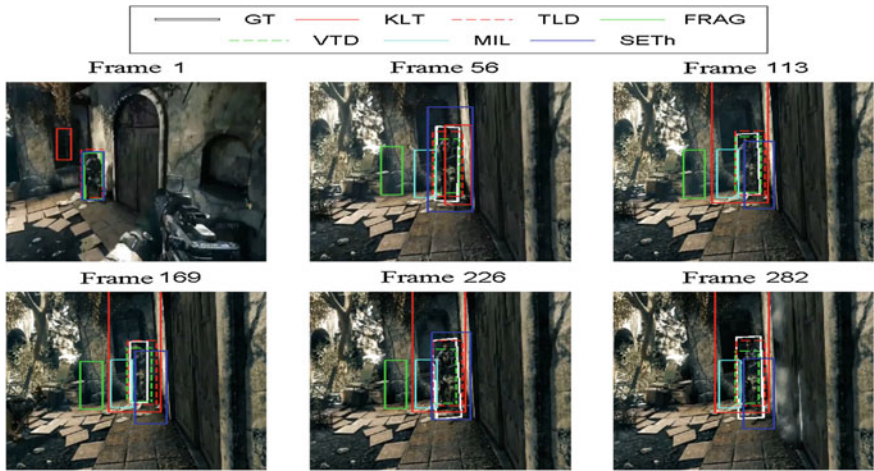 GT KLT TLD FRAG
VTD MIL SETh
Frame 1 Frame 56 Frame 113
Frame 169 Frame 226 Frame 282